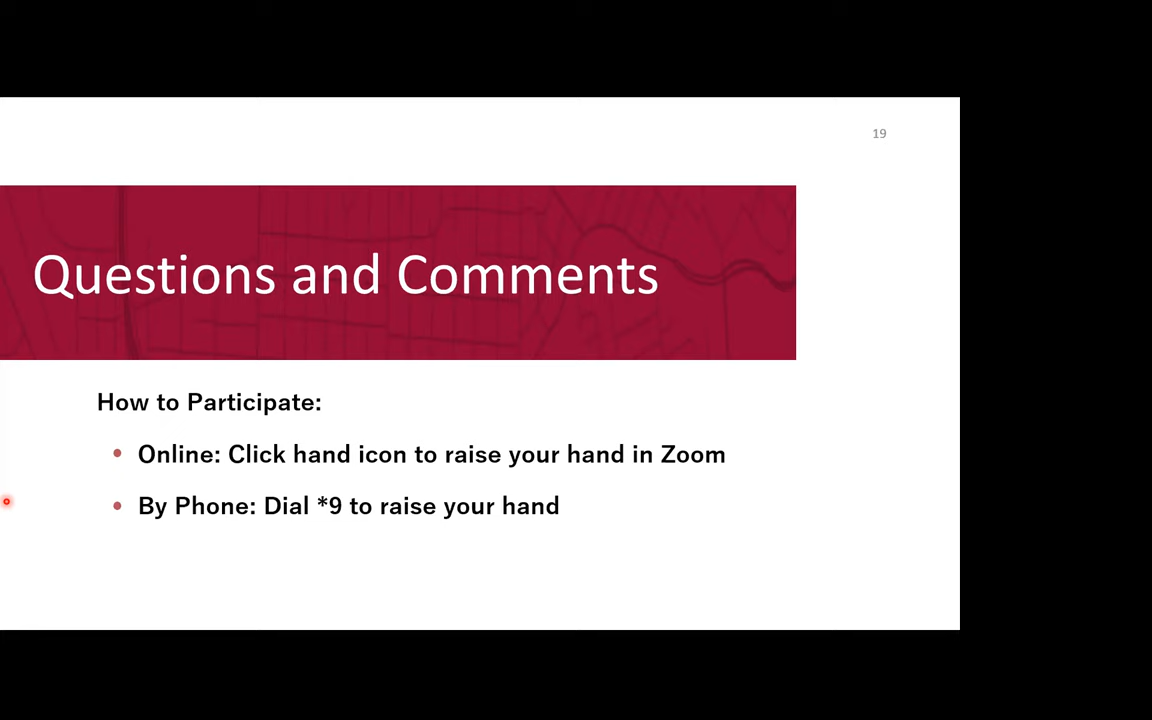 19
Questions and Comments
How to Participate:
• Online: Click hand icon to raise your hand in Zoom
• By Phone: Dial *9 to raise your hand